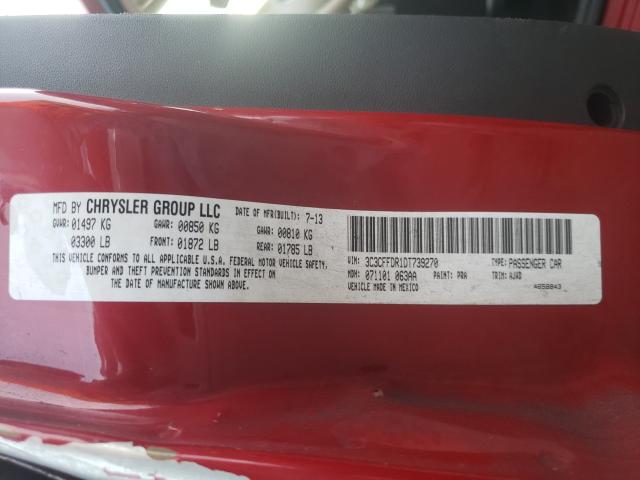 MFD BY CHRYSLER GROUP LLC DATE OF MFR(BUILT): 7-13
GVWR: 01497 KG GAWR: 00850 KG GAWR: 00810 KG
03300 LB FRONT: 01872 LB REAR: 01785 LB
THIS VEHICLE CONFORMS TO ALL APPLICABLE U.S.A. FEDERAL MOTOR VEHICLE SAFETY,
BUMPER AND THEFT PREVENTION STANDARDS IN EFFECT ON
THE DATE OF MANUFACTURE SHOWN ABOVE.
VIN: 3C3CFFDR1DT739270 TYPE: PASSENGER CAR
MDH: 071101 063AA PAINT: PRA TRIM: AJXD
VEHICLE MADE IN MEXICO 4658843